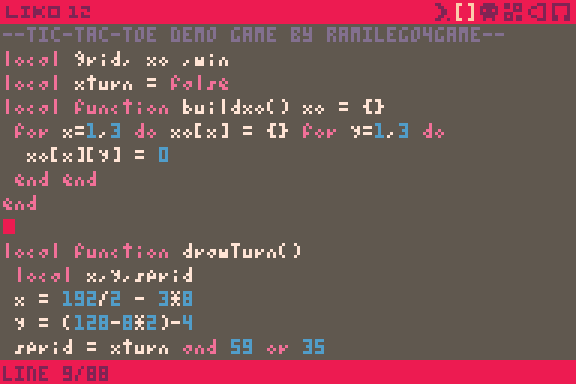 LIKO 12
--TIC-TAC-TOE DEMO GAME BY RAMILEGO4GAME--
local grid, xo ,win
local xturn = false
local function buildxo() xo = {}
 for x=1,3 do xo[x] = {} for y=1,3 do
  xo[x][y] = 0
 end end
end
local function drawTurn()
 local x,y,sprid
 x = 192/2 - 3*8
 y = (128-8*2)-4
 sprid = xturn and 59 or 35
LINE 9/88